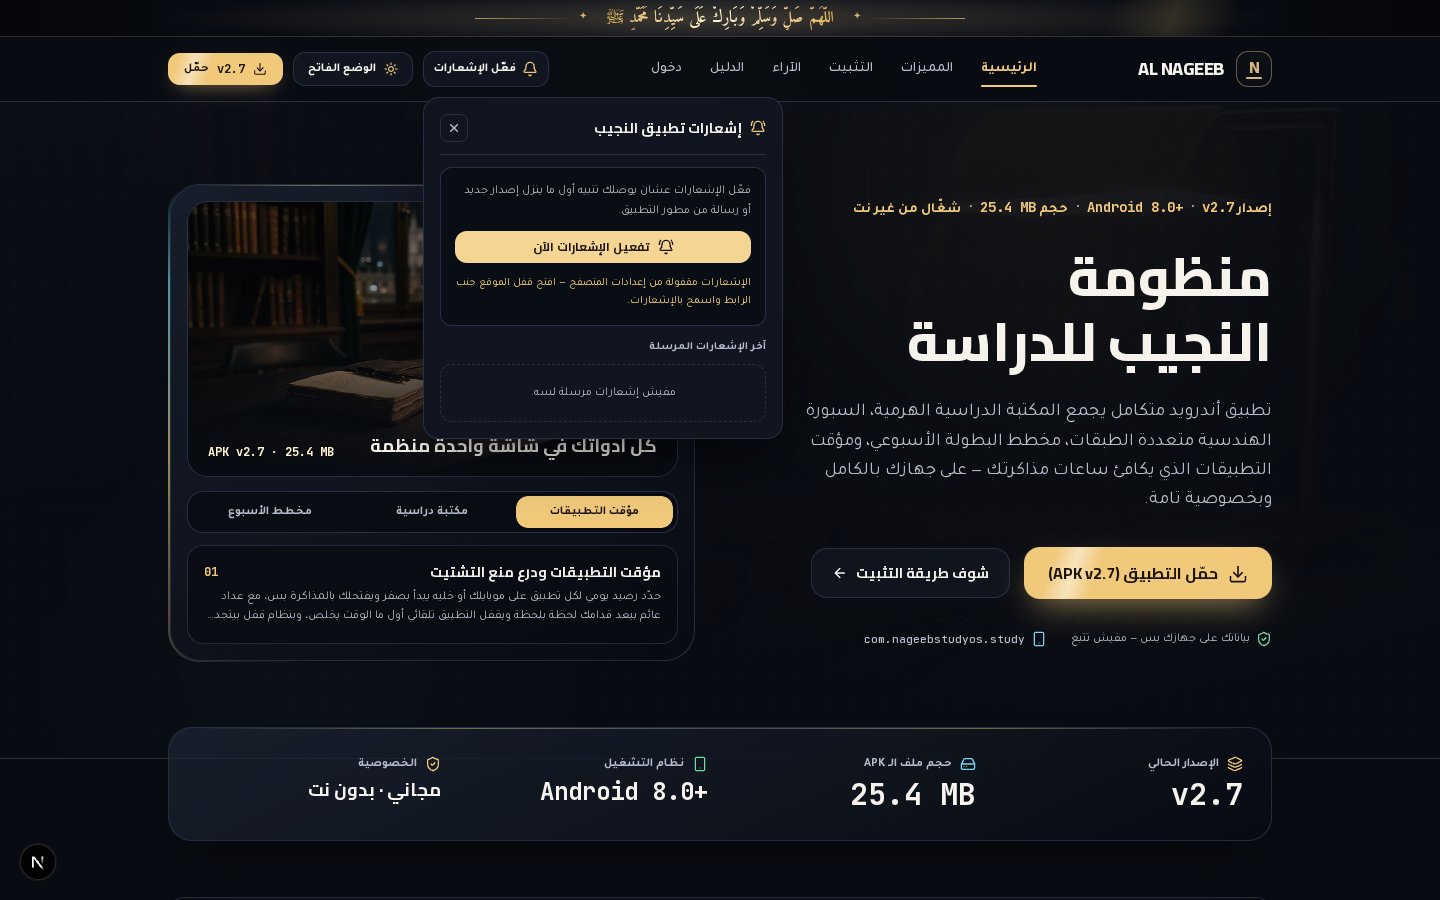 اللَّهُمَّ صَلِّ وَسَلِّمْ وَبَارِكْ عَلَى سَيِّدِنَا مُحَمَّدٍ ﷺ
N AL NAGEEB
الرئيسية المميزات التثبيت الآراء الدليل دخول
فعّل الإشعارات
الوضع الفاتح
v2.7 حمّل
إشعارات تطبيق النجيب
فعّل الإشعارات عشان يوصلك تنبيه أول ما ينزل إصدار جديد
أو رسالة من مطور التطبيق.
تفعيل الإشعارات الآن
الإشعارات مقفولة من إعدادات المتصفح — افتح قفل الموقع جنب
الرابط واسمح بالإشعارات.
آخر الإشعارات المرسلة
مفيش إشعارات مرسلة لسه.
إصدار v2.7 · Android 8.0+ · حجم 25.4 MB · شغّال من غير نت
منظومة
النجيب للدراسة
تطبيق أندرويد متكامل يجمع المكتبة الدراسية الهرمية، السبورة
الهندسية متعددة الطبقات، مخطط البطولة الأسبوعي، ومؤقت
التطبيقات الذي يكافئ ساعات مذاكرتك — على جهازك بالكامل
وبخصوصية تامة.
حمّل التطبيق (APK v2.7)
شوف طريقة التثبيت
بياناتك على جهازك بس — مفيش تتبع
com.nageebstudyos.study
كل أدواتك في شاشة واحدة منظمة
APK v2.7 · 25.4 MB
مؤقت التطبيقات
مكتبة دراسية
مخطط الأسبوع
مؤقت التطبيقات ودرع منع التشتيت
01
حدّد رصيد يومي لكل تطبيق على موبايلك أو خليه يبدأ بصفر ويفتحلك بالمذاكرة بس، مع عداد
عائم بيعد قدامك لحظة بلحظة ويقفل التطبيق تلقائي أول ما الوقت يخلص، وبنظام قفل بيتحد…
الإصدار الحالي
v2.7
حجم ملف الـ APK
25.4 MB
نظام التشغيل
Android 8.0+
الخصوصية
مجاني · بدون نت
N